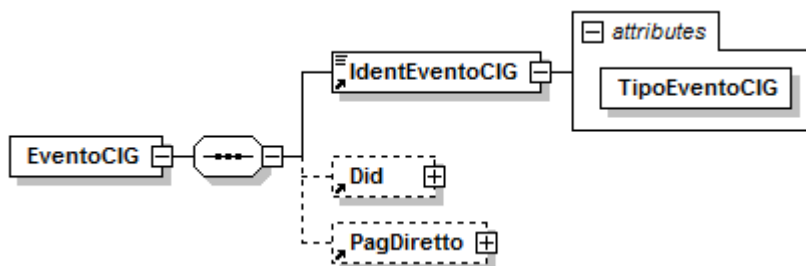 attributes
IdentEventoCIG
TipoEventoCIG
EventoCIG
Did
PagDiretto